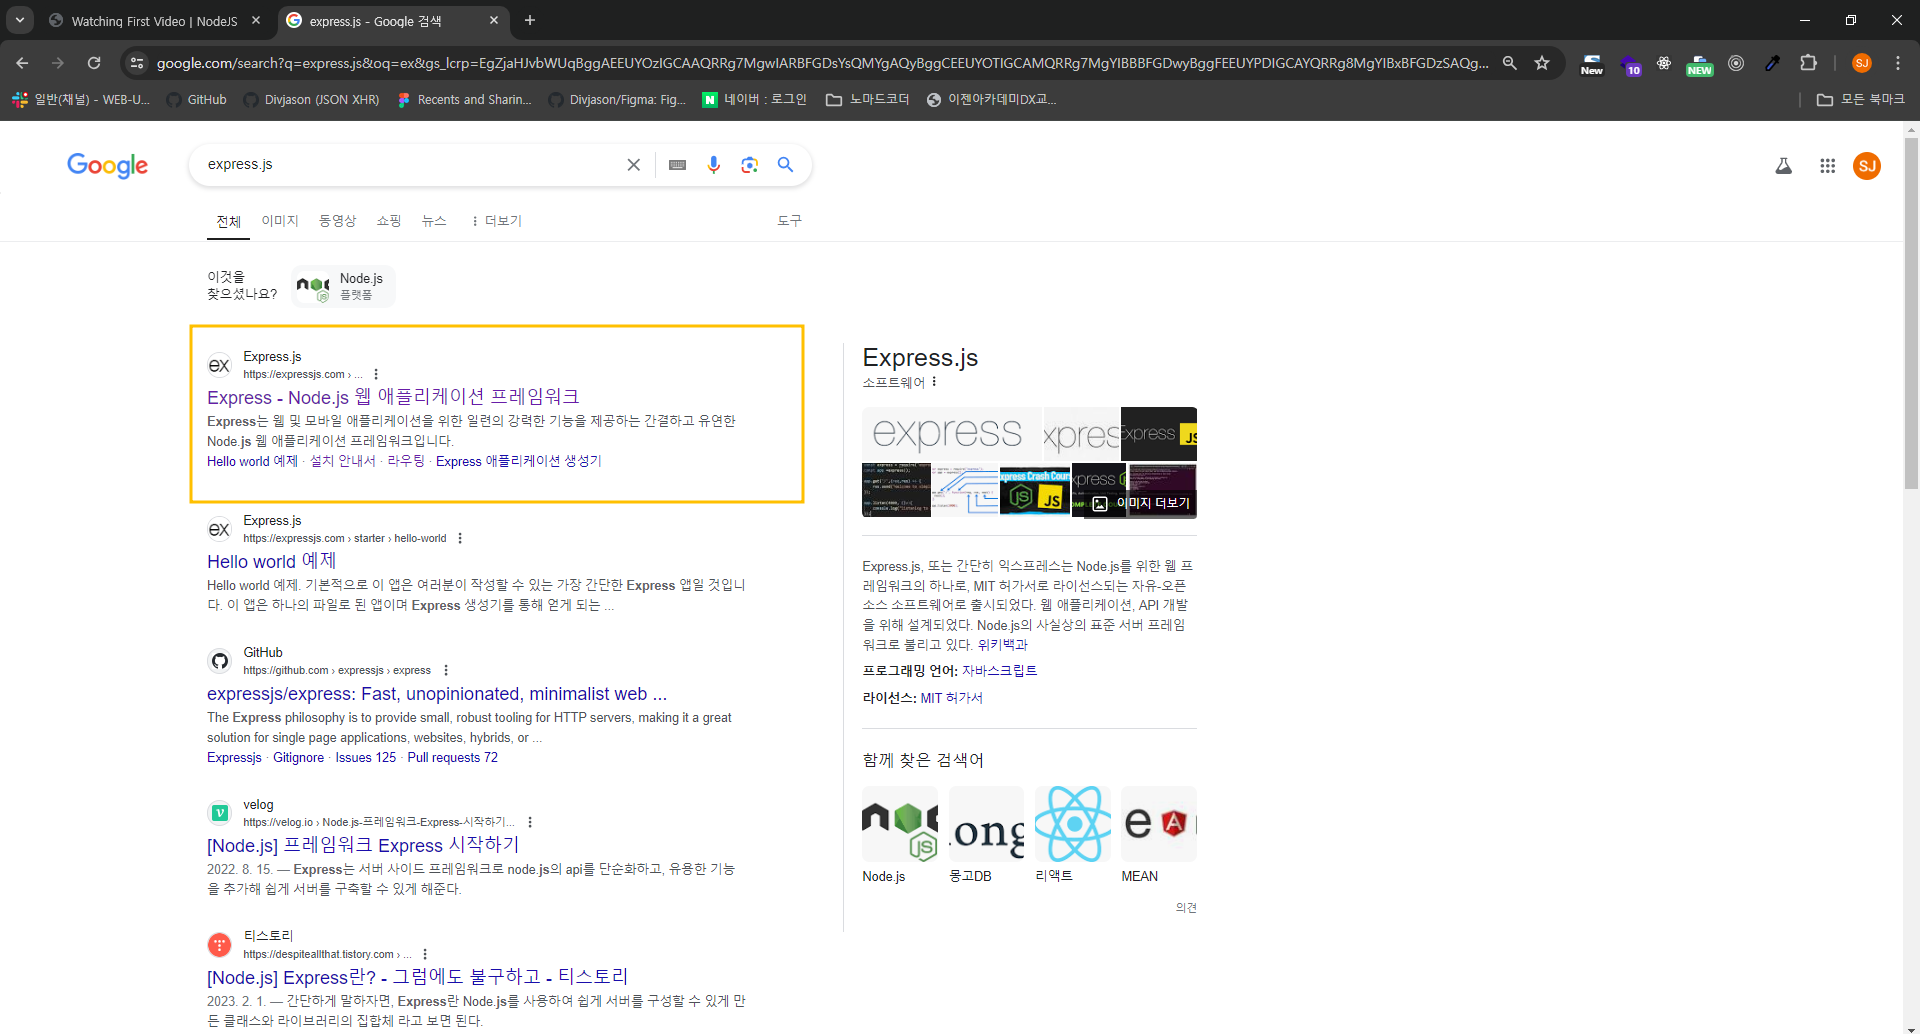 Watching First Video | NodeJS
express.js - Google 검색
google.com/search?q=express.js&oq=ex&gs_lcrp=EgZjaHJvbWUqBggAEEUYOzIGCAAQRRg7MgwIARBFGDsYsQMYgAQyBggCEEUYOTIGCAMQRRg7MgYIBBBFGDwyBggFEEUYPDIGCAYQRRg8MgYIBxBFGDzSAQg...
New
10
NEW
SJ
일반(채널) - WEB-U...
GitHub
Divjason (JSON XHR)
Recents and Sharin...
Divjason/Figma: Fig...
네이버 : 로그인
노마드코더
이젠아카데미DX교...
모든 북마크
Google
express.js
SJ
전체 이미지 동영상 쇼핑 뉴스 더보기 도구
이것을
찾으셨나요?
Node.js
플랫폼
ex
Express.js
https://expressjs.com › ...
Express - Node.js 웹 애플리케이션 프레임워크
Express는 웹 및 모바일 애플리케이션을 위한 일련의 강력한 기능을 제공하는 간결하고 유연한
Node.js 웹 애플리케이션 프레임워크입니다.
Hello world 예제 · 설치 안내서 · 라우팅 · Express 애플리케이션 생성기
ex
Express.js
https://expressjs.com › starter › hello-world
Hello world 예제
Hello world 예제. 기본적으로 이 앱은 여러분이 작성할 수 있는 가장 간단한 Express 앱일 것입니
다. 이 앱은 하나의 파일로 된 앱이며 Express 생성기를 통해 얻게 되는 ...
GitHub
https://github.com › expressjs › express
expressjs/express: Fast, unopinionated, minimalist web ...
The Express philosophy is to provide small, robust tooling for HTTP servers, making it a great
solution for single page applications, websites, hybrids, or ...
Expressjs · Gitignore · Issues 125 · Pull requests 72
velog
https://velog.io › Node.js-프레임워크-Express-시작하기...
[Node.js] 프레임워크 Express 시작하기
2022. 8. 15. — Express는 서버 사이드 프레임워크로 node.js의 api를 단순화하고, 유용한 기능
을 추가해 쉽게 서버를 구축할 수 있게 해준다.
티스토리
https://despiteallthat.tistory.com › ...
[Node.js] Express란? - 그럼에도 불구하고 - 티스토리
2023. 2. 1. — 간단하게 말하자면, Express란 Node.js를 사용하여 쉽게 서버를 구성할 수 있게 만
든 클래스와 라이브러리의 집합체 라고 보면 된다.
Express.js
소프트웨어
express
xpres
Express
JS
xpress Crash Cour
JS
xpress
이미지 더보기
Express.js, 또는 간단히 익스프레스는 Node.js를 위한 웹 프
레임워크의 하나로, MIT 허가서로 라이선스되는 자유-오픈
소스 소프트웨어로 출시되었다. 웹 애플리케이션, API 개발
을 위해 설계되었다. Node.js의 사실상의 표준 서버 프레임
워크로 불리고 있다. 위키백과
프로그래밍 언어: 자바스크립트
라이선스: MIT 허가서
함께 찾은 검색어
ong
e
Node.js
몽고DB
리액트
MEAN
의견